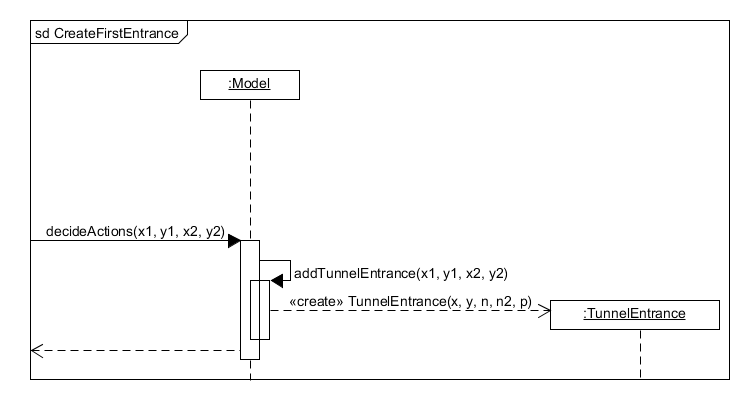 sd CreateFirstEntrance
:Model
decideActions(x1, y1, x2, y2)
addTunnelEntrance(x1, y1, x2, y2)
«create» TunnelEntrance(x, y, n, n2, p)
:TunnelEntrance